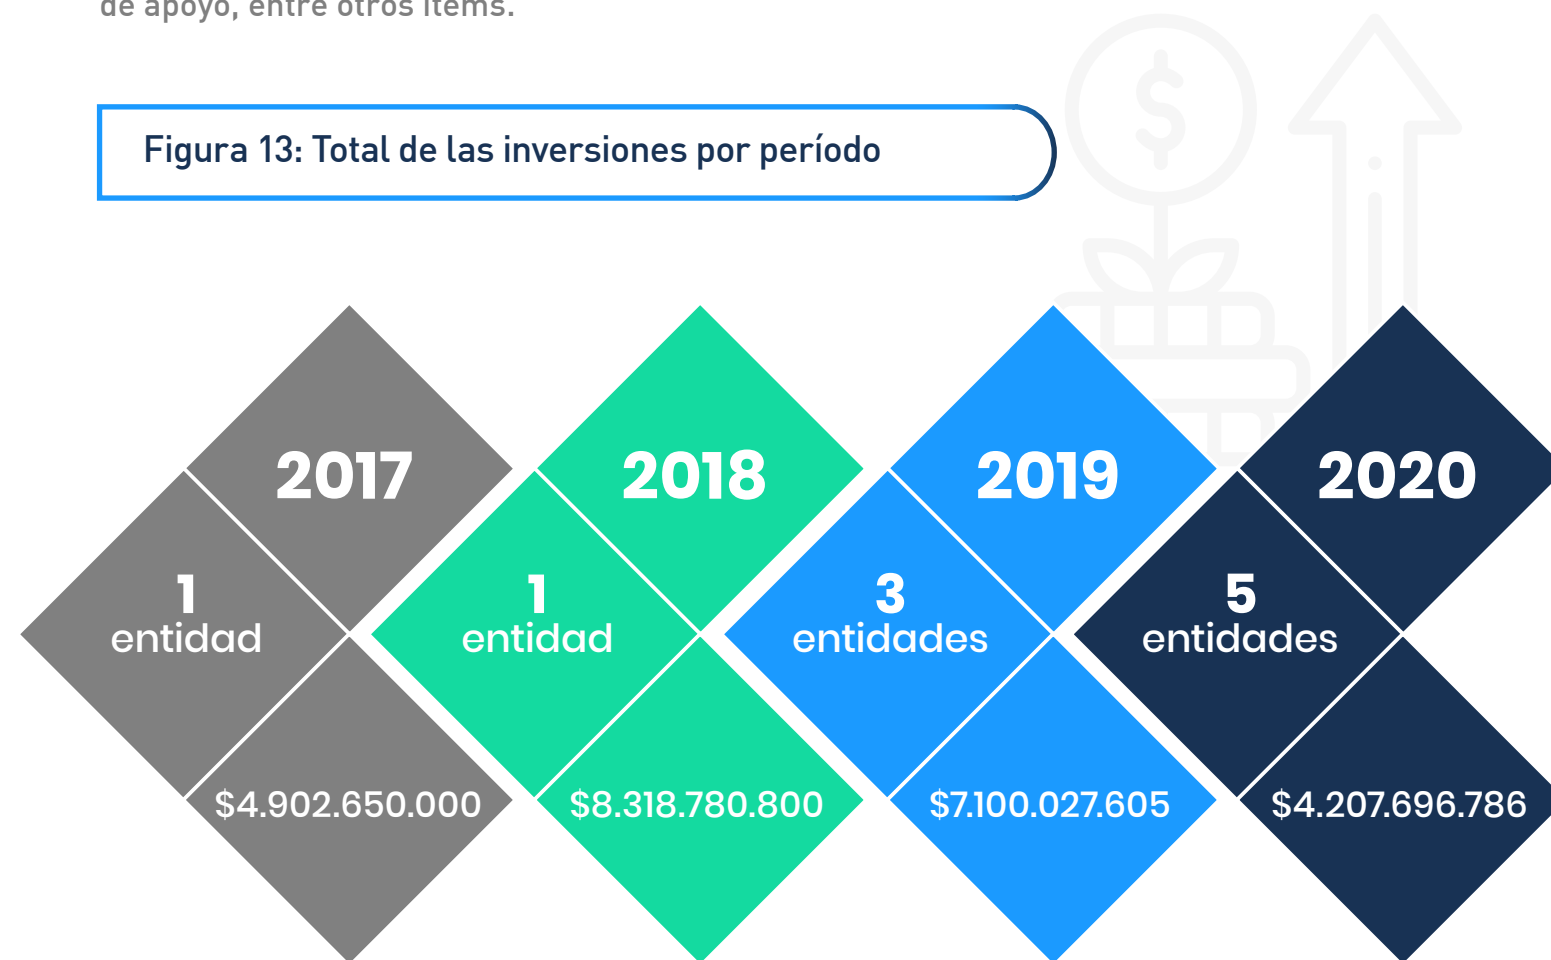 de apoyo, entre otros ítems.
Figura 13: Total de las inversiones por período
2017
1
entidad
$4.902.650.000
2018
1
entidad
$8.318.780.800
2019
3
entidades
$7.100.027.605
2020
5
entidades
$4.207.696.786